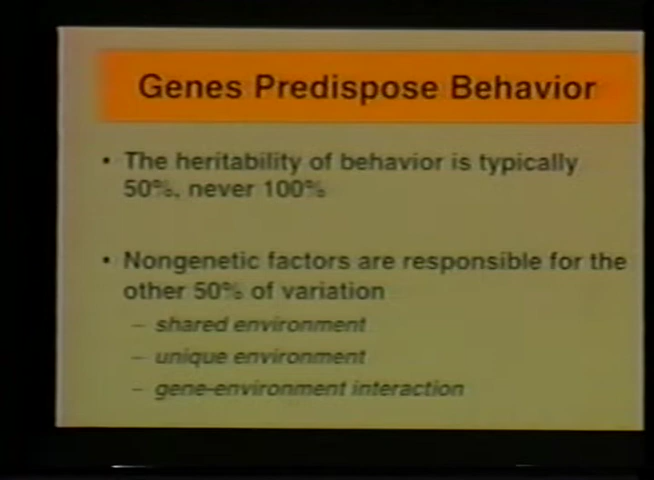 Genes Predispose Behavior
• The heritability of behavior is typically
50%, never 100%
• Nongenetic factors are responsible for the
other 50% of variation
– shared environment
– unique environment
– gene-environment interaction